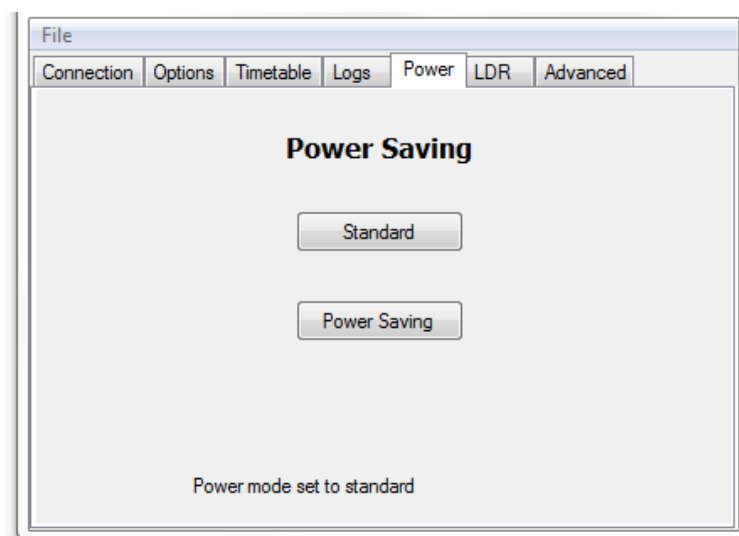 File
Connection Options Timetable Logs Power LDR Advanced
Power Saving
Standard
Power Saving
Power mode set to standard